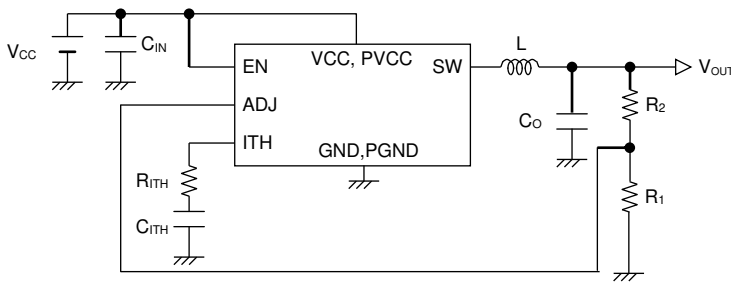 VCC
CIN
EN
VCC, PVCC
SW
L
VOUT
ADJ
R2
CO
ITH
GND,PGND
RITH
R1
CITH